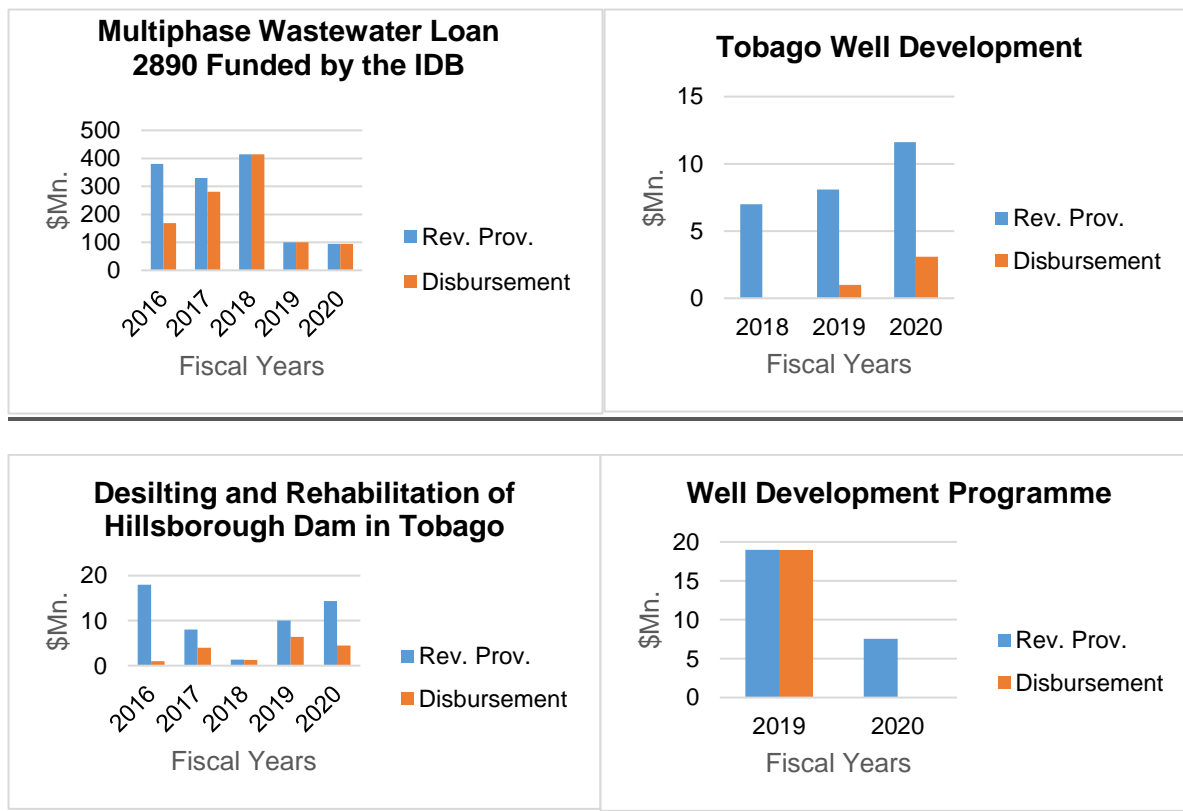 Multiphase Wastewater Loan
2890 Funded by the IDB
500
400
300
200
100
0
$Mn.
2016
2017
2018
2019
2020
Fiscal Years
Rev. Prov.
Disbursement
Tobago Well Development
15
10
5
0
$Mn.
2018
2019
2020
Fiscal Years
Rev. Prov.
Disbursement
Desilting and Rehabilitation of
Hillsborough Dam in Tobago
20
10
0
$Mn.
2016
2017
2018
2019
2020
Fiscal Years
Rev. Prov.
Disbursement
Well Development Programme
20
15
10
5
0
$Mn.
2019
2020
Fiscal Years
Rev. Prov.
Disbursement